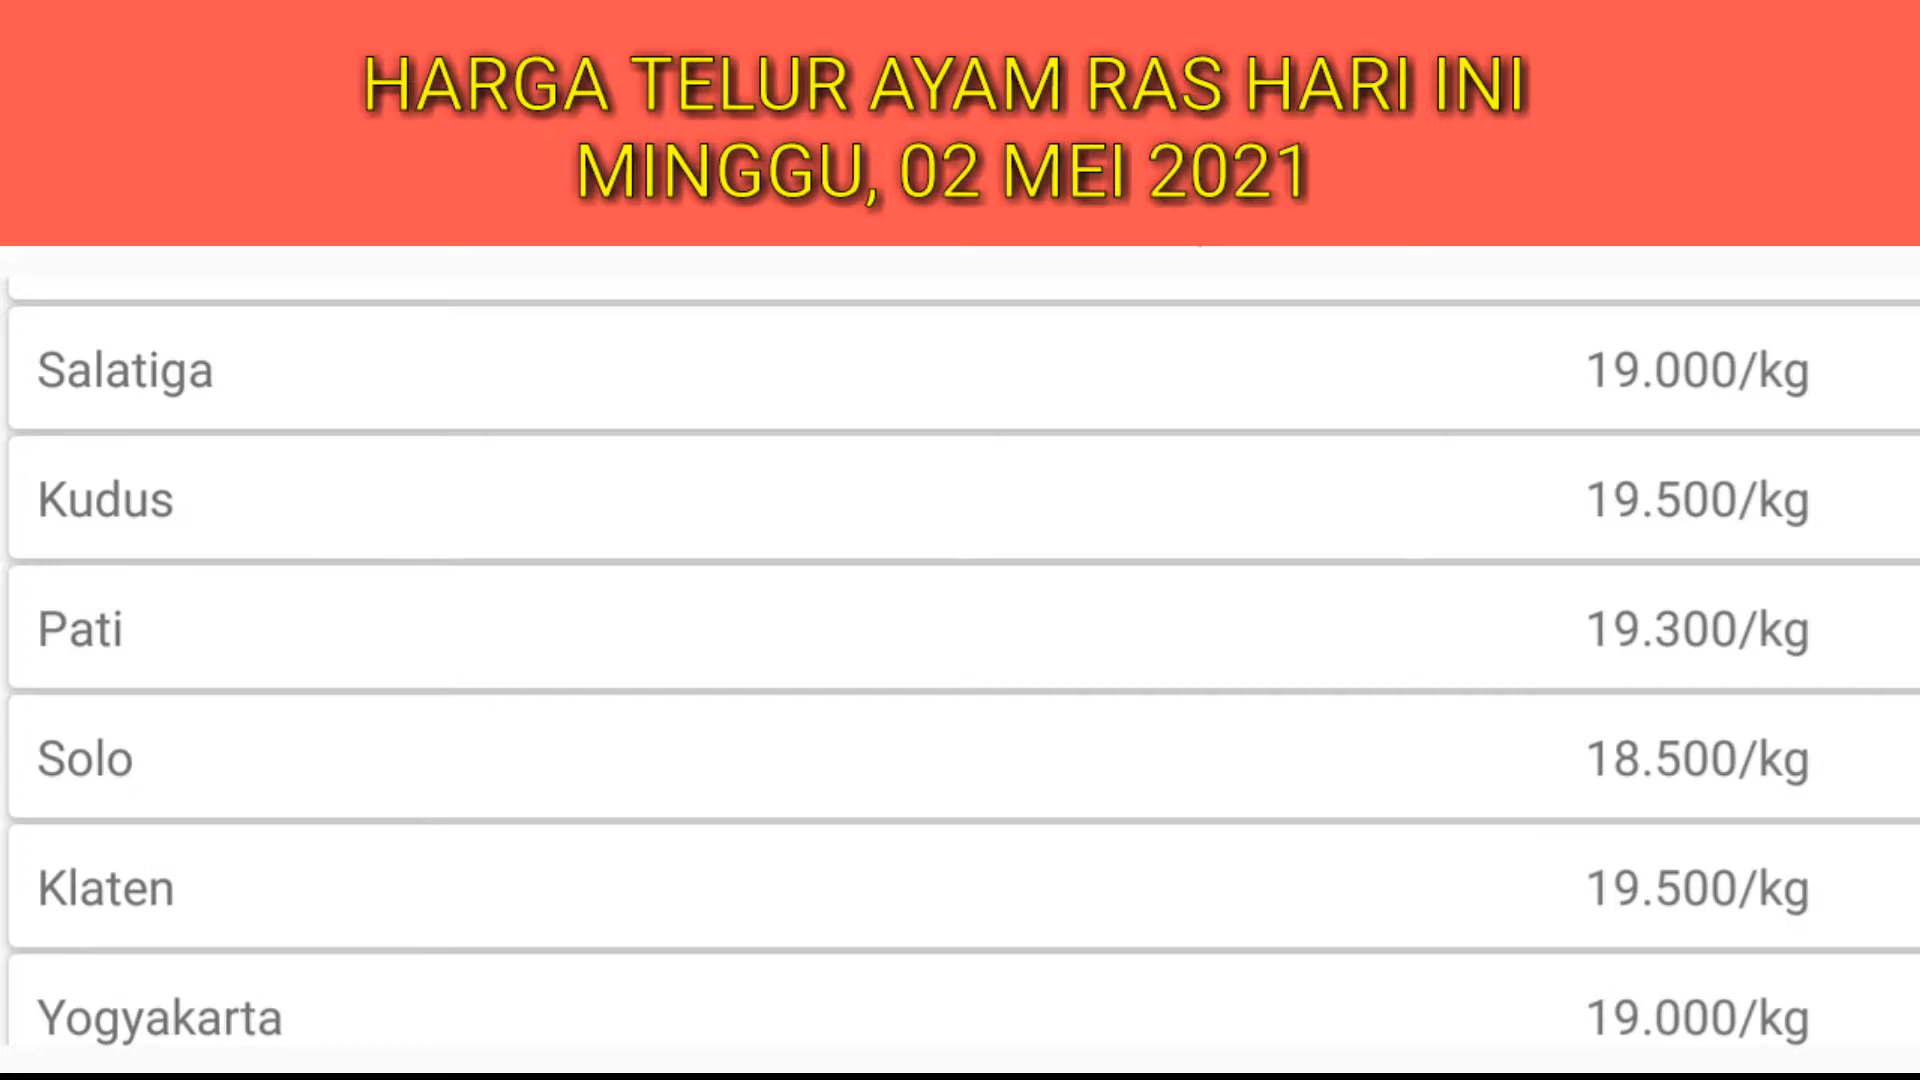 HARGA TELUR AYAM RAS HARI INI
MINGGU, 02 MEI 2021
Salatiga 19.000/kg
Kudus 19.500/kg
Pati 19.300/kg
Solo 18.500/kg
Klaten 19.500/kg
Yogyakarta 19.000/kg